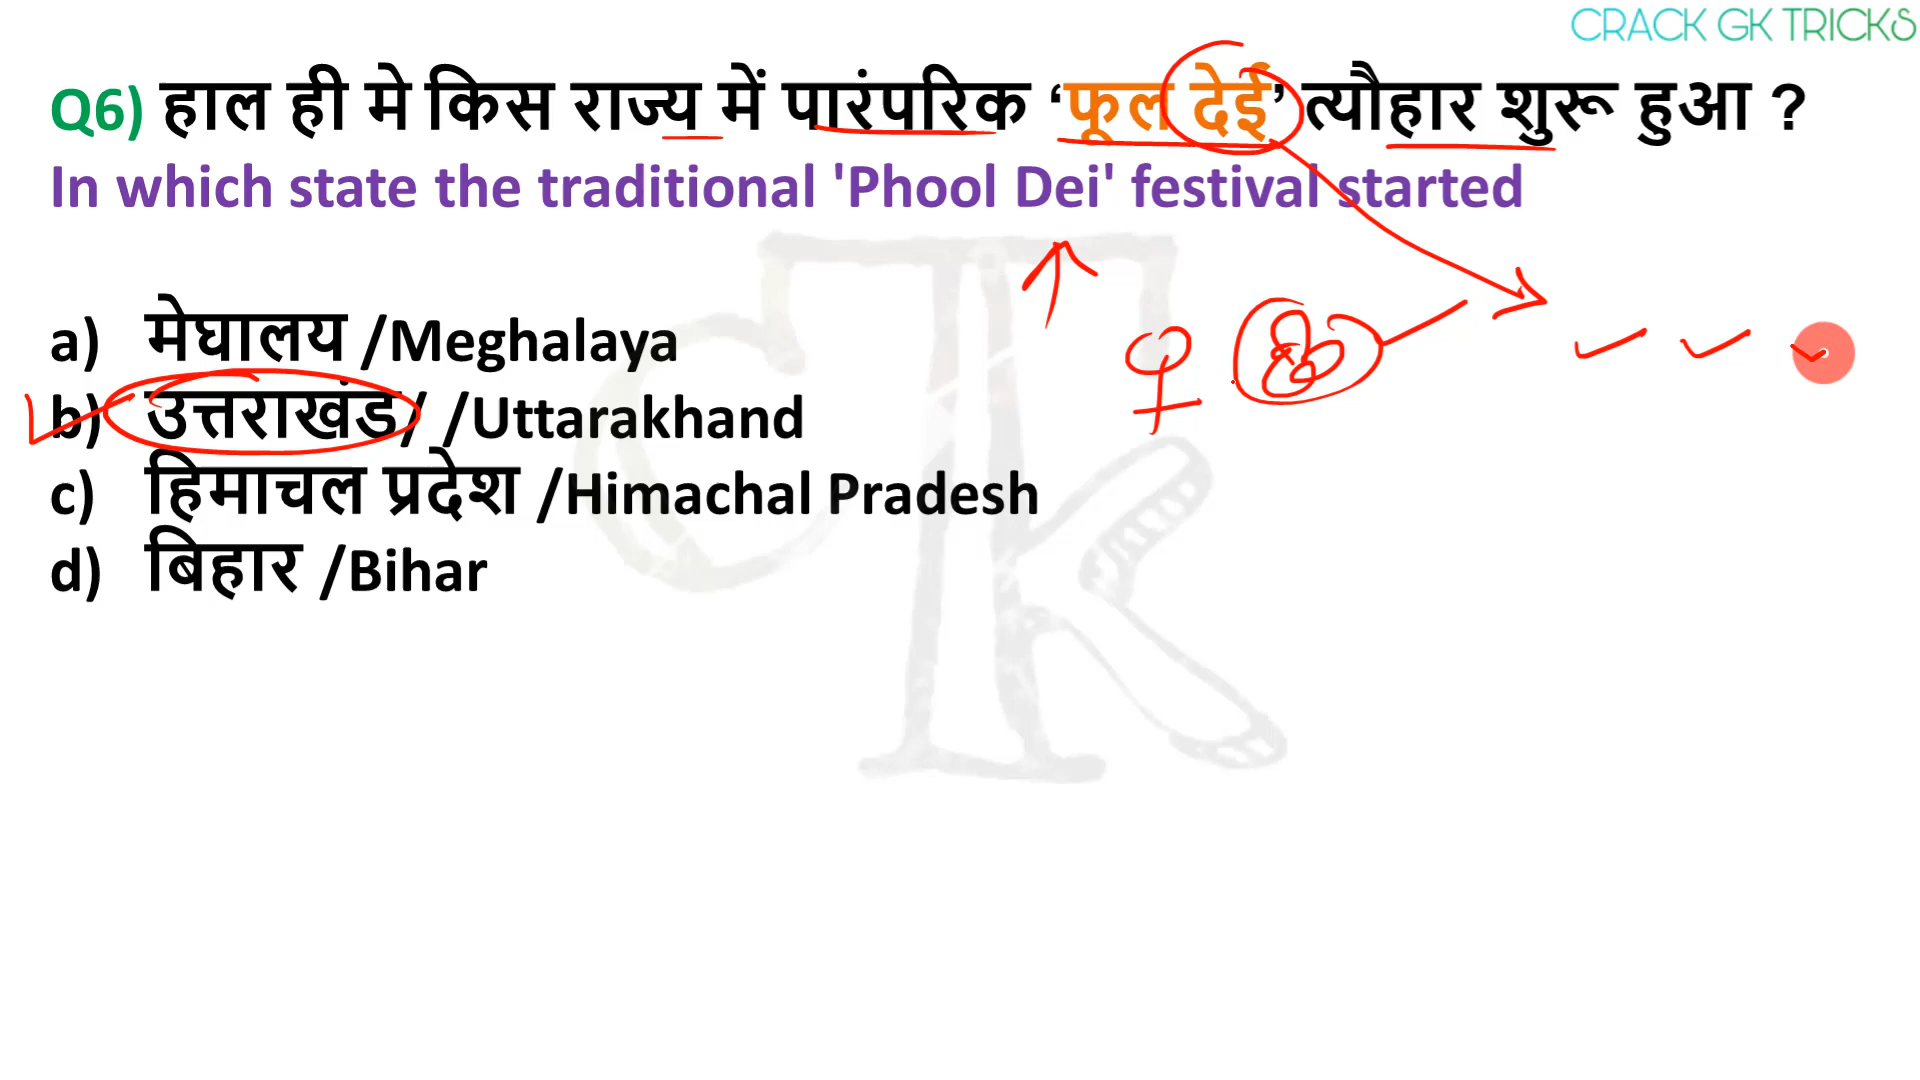 CRACK GK TRICKS
Q6) हाल ही मे किस राज्य में पारंपरिक ‘फूल देई’ त्यौहार शुरू हुआ ?
In which state the traditional 'Phool Dei' festival started
a) मेघालय /Meghalaya
b) उत्तराखंड/ /Uttarakhand
c) हिमाचल प्रदेश /Himachal Pradesh
d) बिहार /Bihar